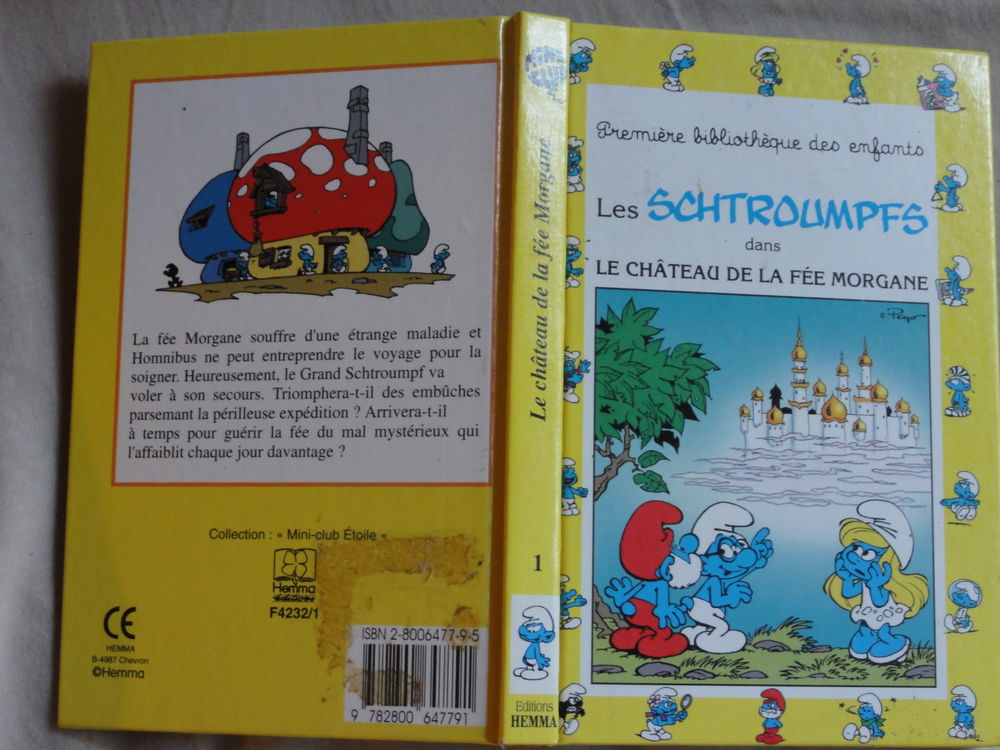 La fée Morgane souffre d'une étrange maladie et
Homnibus ne peut entreprendre le voyage pour la
soigner. Heureusement, le Grand Schtroumpf va
voler à son secours. Triomphera-t-il des embûches
parsemant la périlleuse expédition ? Arrivera-t-il
à temps pour guérir la fée du mal mystérieux qui
l'affaiblit chaque jour davantage ?
Collection : « Mini-club Étoile »
Hemma
éditions
F4232/1
CE
HEMMA
B-4987 Chevron
©Hemma
ISBN 2-8006477-9-5
9 782800 647791
MINI
CLUB
Le château de la fée Morgane
1
Editions
HEMMA
Première bibliothèque des enfants
Les SCHTROUMPFS
dans
LE CHÂTEAU DE LA FÉE MORGANE
© Peyo